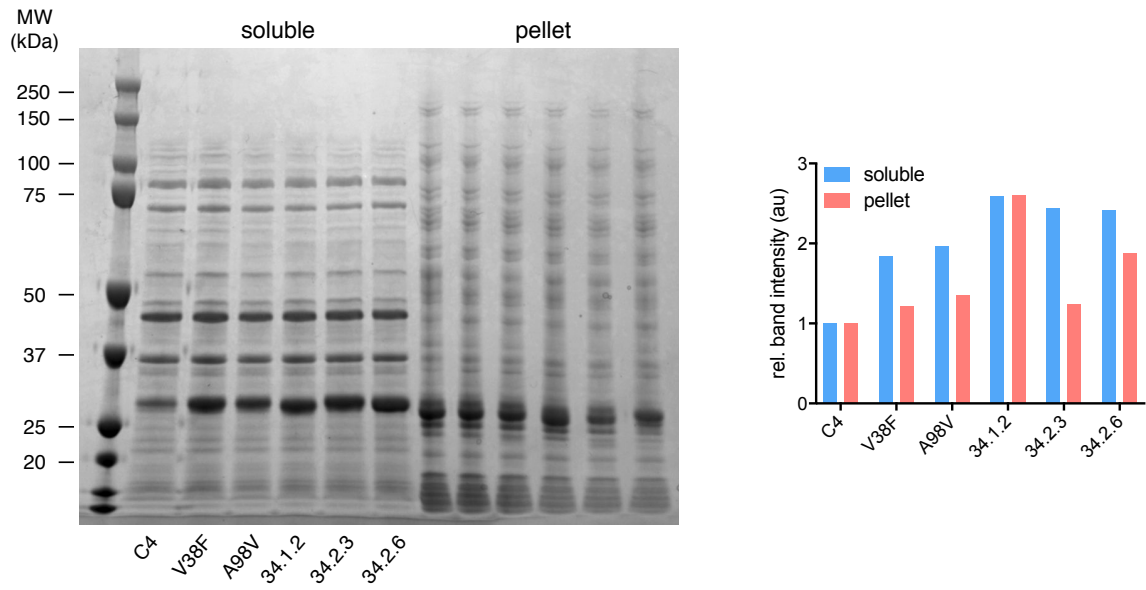 MW
(kDa)
soluble
pellet
250
150
100
75
50
37
25
20
C4
V38F
A98V
34.1.2
34.2.3
34.2.6
rel. band intensity (au)
3
2
1
0
soluble
pellet
C4
V38F
A98V
34.1.2
34.2.3
34.2.6